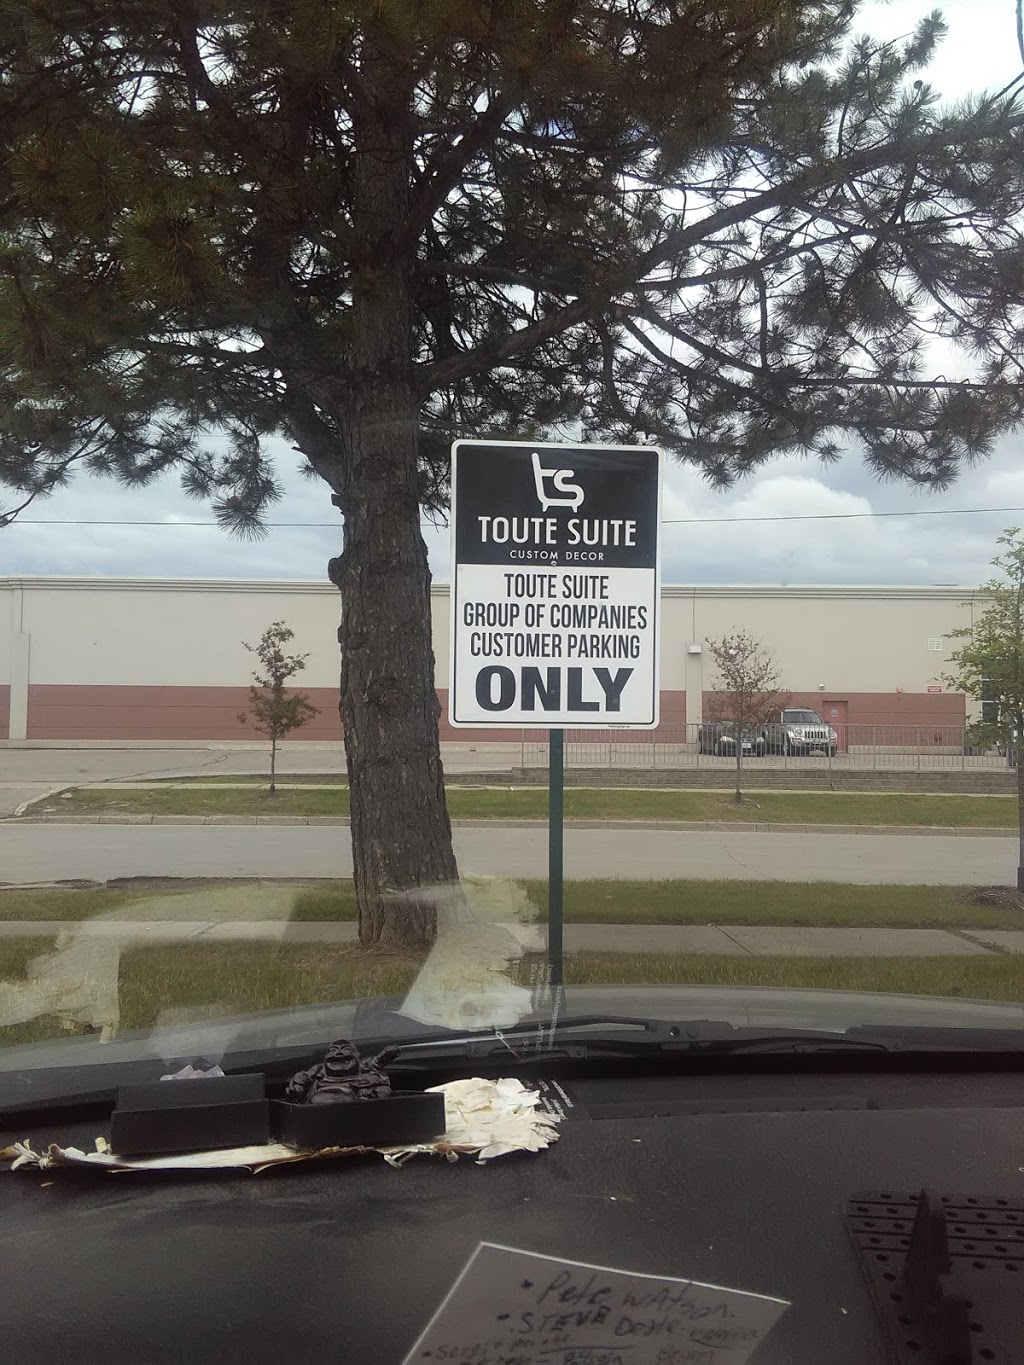 ts
TOUTE SUITE
CUSTOM DECOR
TOUTE SUITE
GROUP OF COMPANIES
CUSTOMER PARKING
ONLY
• Pete Watson.
• STEVE